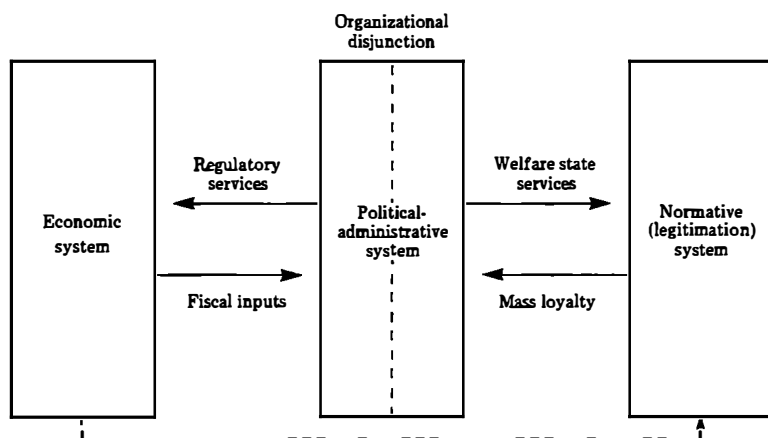 Organizational
disjunction
Regulatory
services
Welfare state
services
Economic
system
Political-
administrative
system
Normative
(legitimation)
system
Fiscal inputs
Mass loyalty